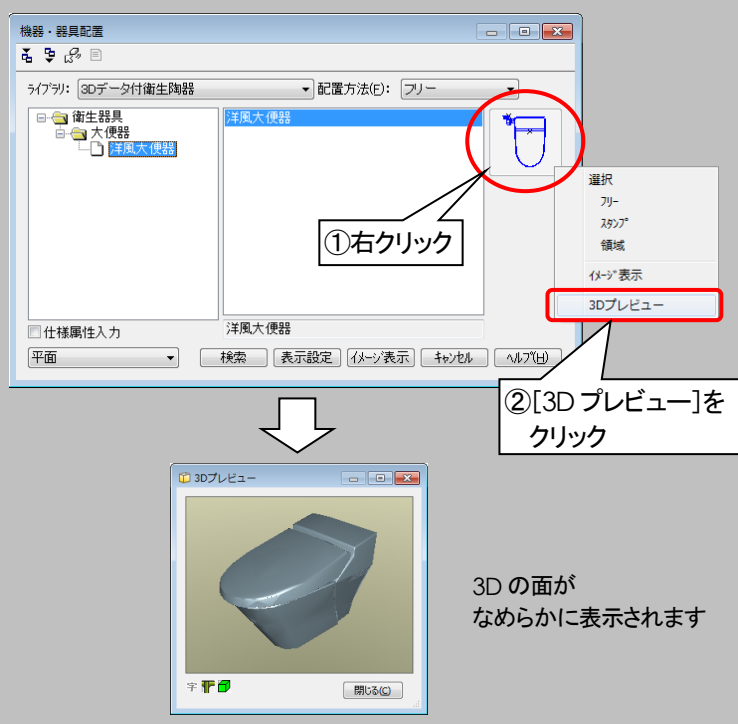 機器・器具配置
ﾗｲﾌﾞﾗﾘ: 3Dデータ付衛生陶器 配置方法(F): フリー
衛生器具
大便器
洋風大便器
洋風大便器
①右クリック
選択
ﾌﾘｰ
ｽﾀﾝﾌﾟ
領域
ｲﾒｰｼﾞ表示
3Dプレビュー
仕様属性入力
洋風大便器
平面 検索 表示設定 ｲﾒｰｼﾞ表示 ｷｬﾝｾﾙ ﾍﾙﾌﾟ(H)
②[3D プレビュー]を
クリック
3Dプレビュー
3D の面が
なめらかに表示されます
字
閉じる(C)